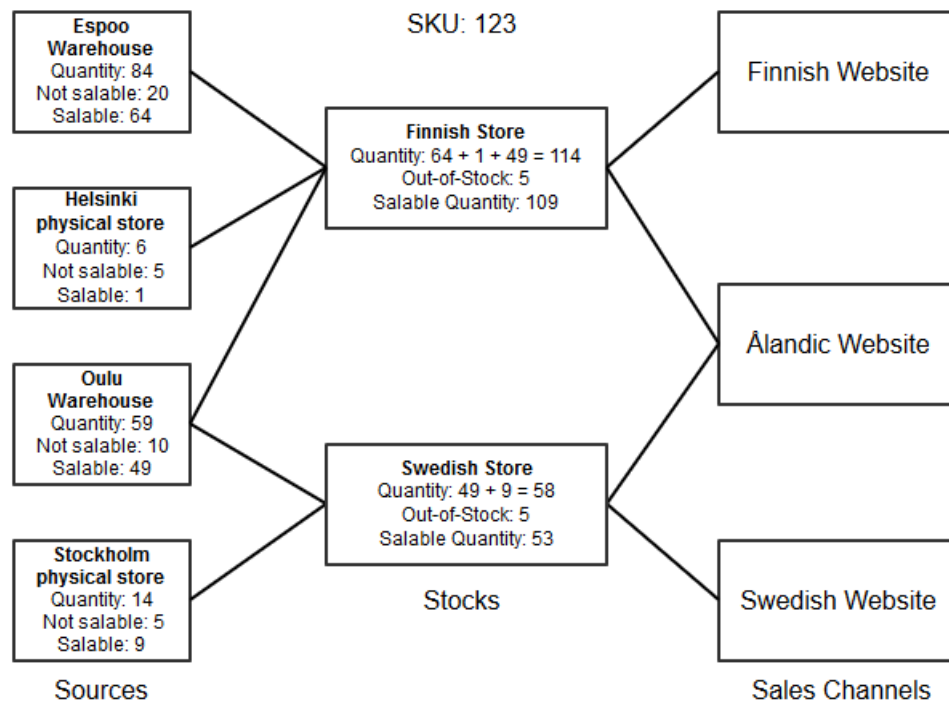 SKU: 123
Espoo
Warehouse
Quantity: 84
Not salable: 20
Salable: 64
Helsinki
physical store
Quantity: 6
Not salable: 5
Salable: 1
Oulu
Warehouse
Quantity: 59
Not salable: 10
Salable: 49
Stockholm
physical store
Quantity: 14
Not salable: 5
Salable: 9
Sources
Finnish Store
Quantity: 64 + 1 + 49 = 114
Out-of-Stock: 5
Salable Quantity: 109
Swedish Store
Quantity: 49 + 9 = 58
Out-of-Stock: 5
Salable Quantity: 53
Stocks
Finnish Website
Ålandic Website
Swedish Website
Sales Channels